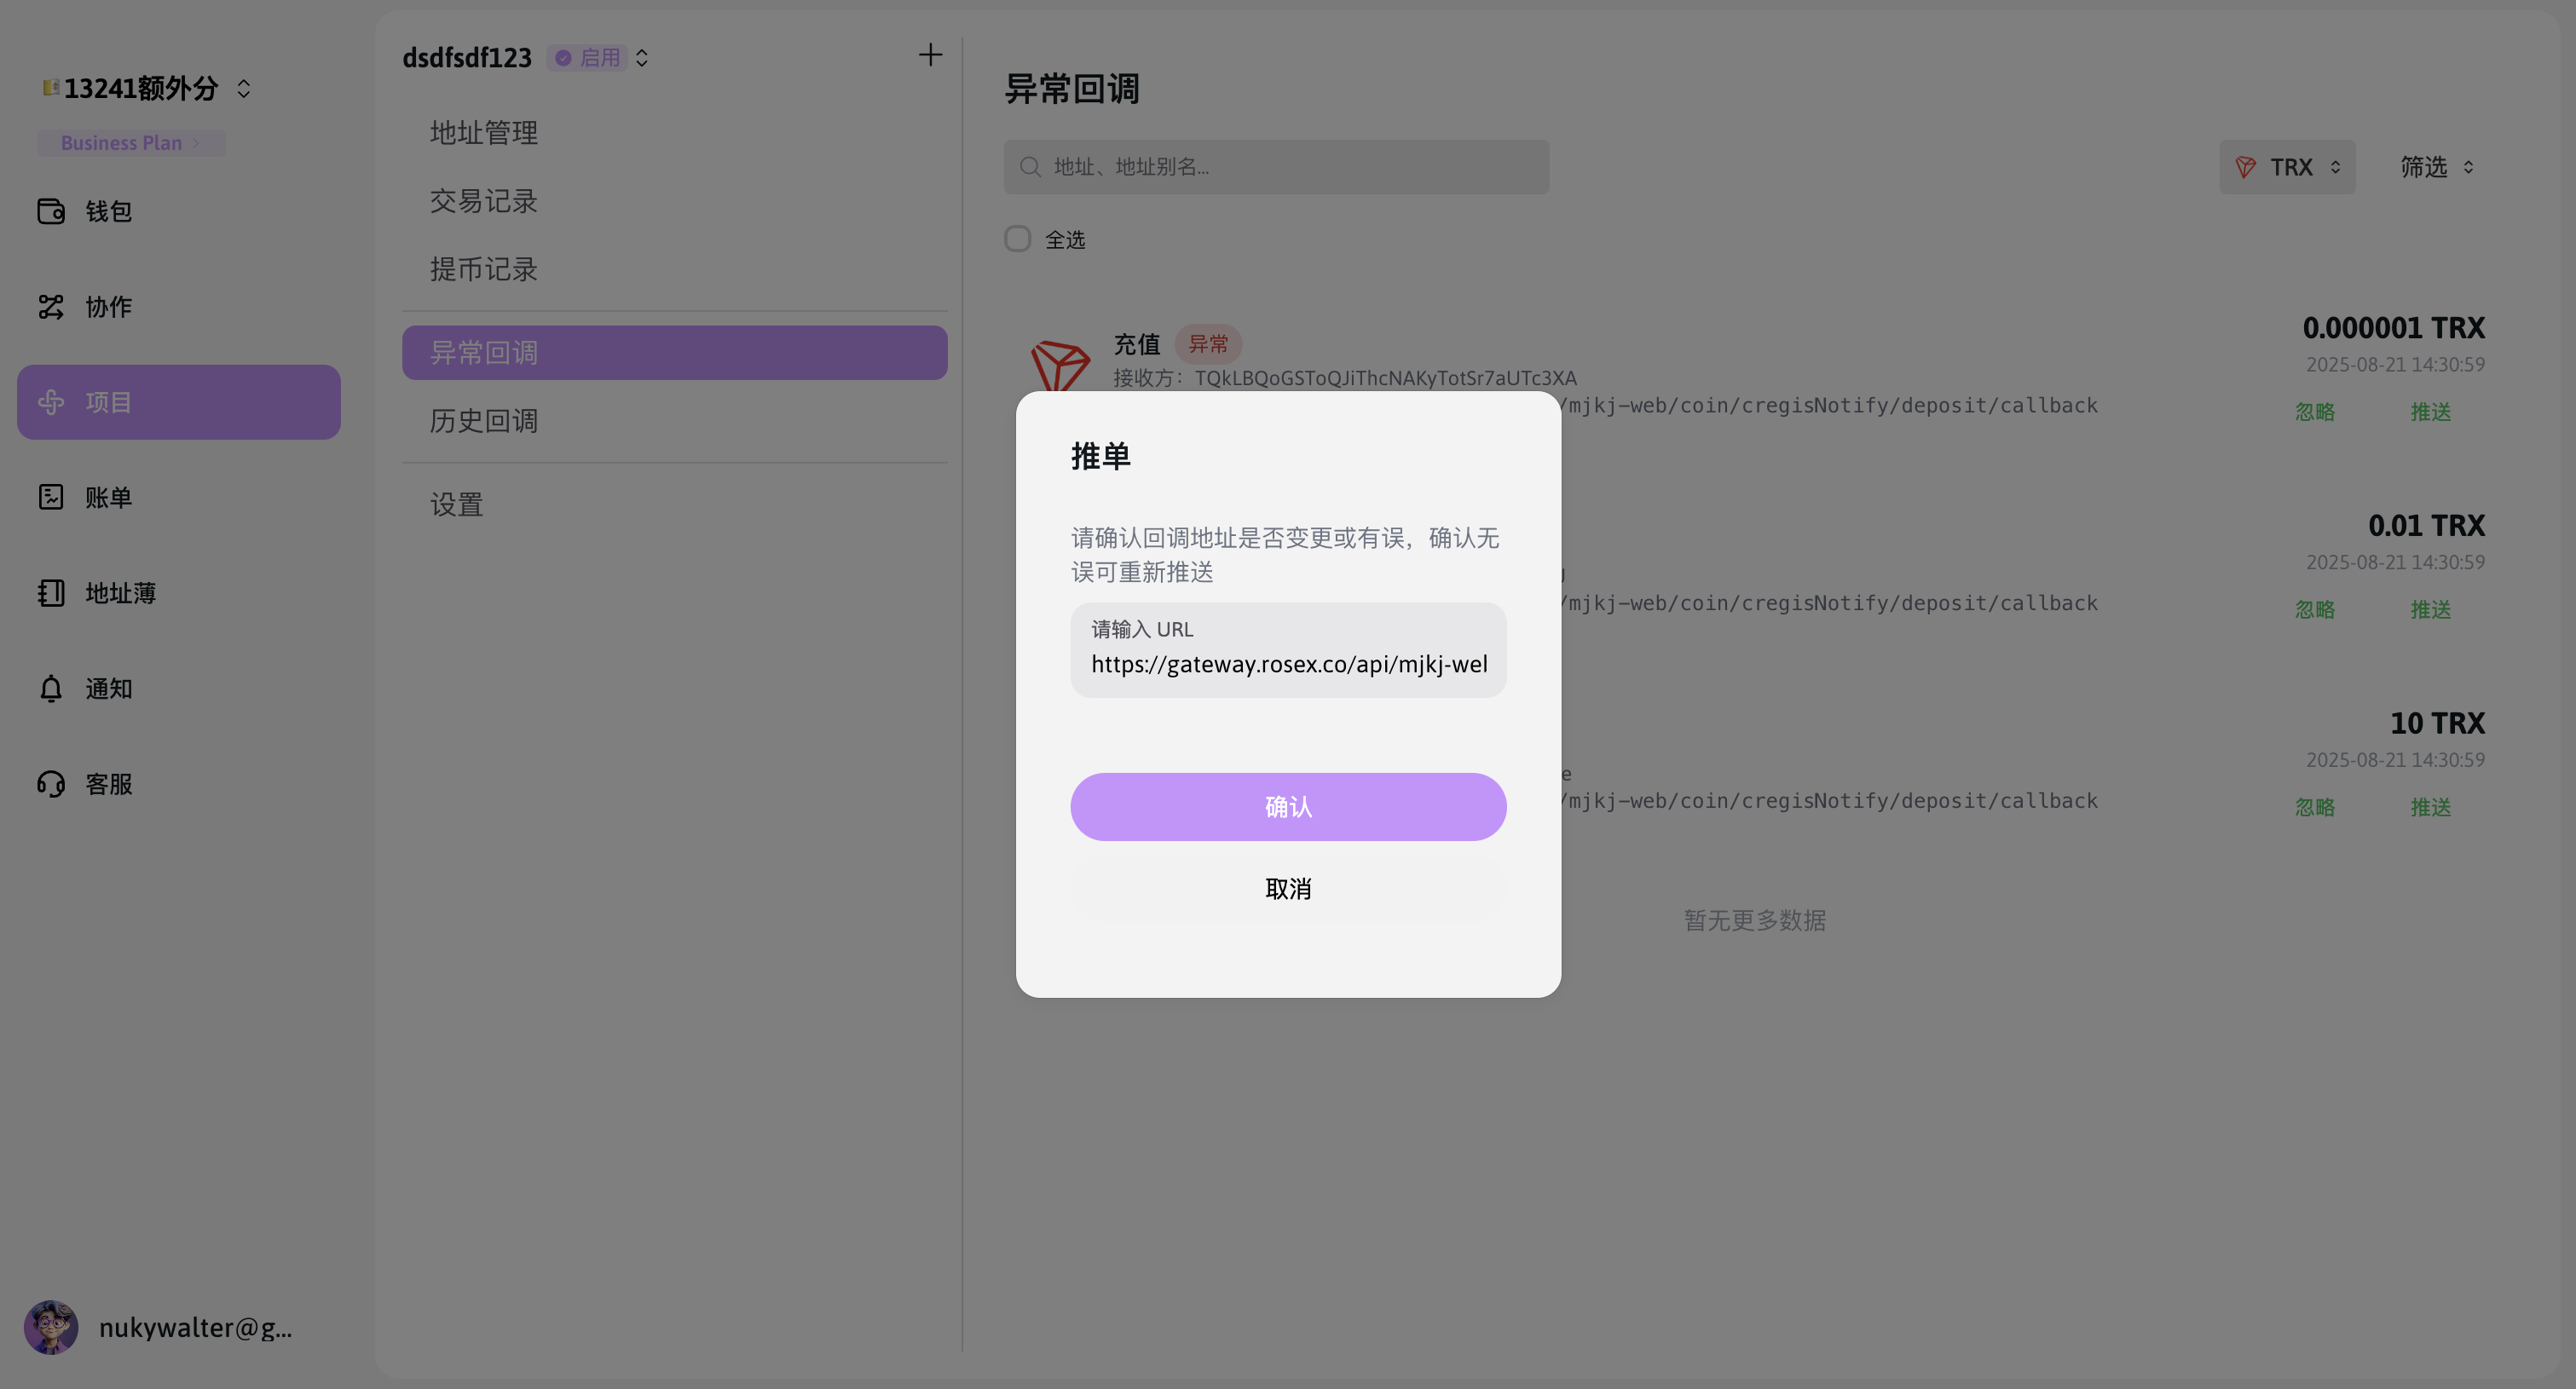 13241额外分
Business Plan
钱包
协作
项目
账单
地址薄
通知
客服
nukywalter@g...
dsdfsdf123 启用
地址管理
交易记录
提币记录
异常回调
历史回调
设置
异常回调
地址、地址别名...
TRX
筛选
全选
充值 异常
接收方：TQkLBQoGSToQJiThcNAKyTotSr7aUTc3XA
/mjkj-web/coin/cregisNotify/deposit/callback
0.000001 TRX
2025-08-21 14:30:59
忽略 推送
/mjkj-web/coin/cregisNotify/deposit/callback
0.01 TRX
2025-08-21 14:30:59
忽略 推送
e
/mjkj-web/coin/cregisNotify/deposit/callback
10 TRX
2025-08-21 14:30:59
忽略 推送
暂无更多数据
推单
请确认回调地址是否变更或有误，确认无
误可重新推送
请输入 URL
https://gateway.rosex.co/api/mjkj-wel
确认
取消